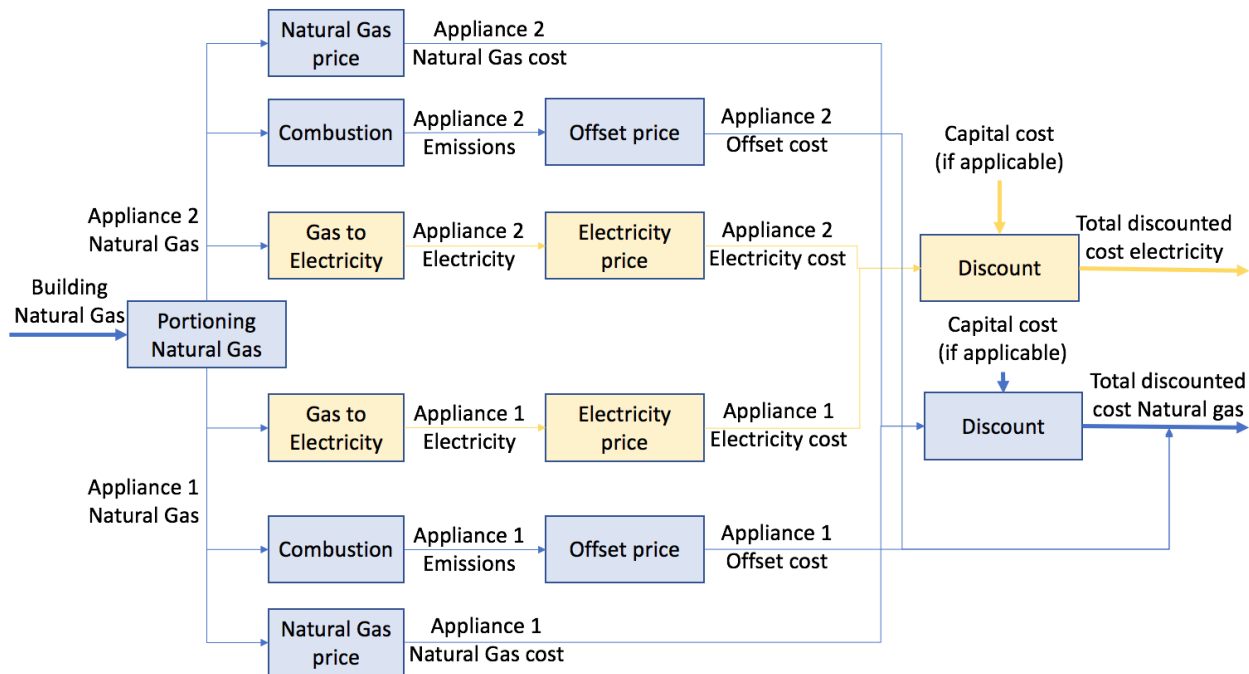 Natural Gas
price
Appliance 2
Natural Gas cost
Combustion
Appliance 2
Emissions
Offset price
Appliance 2
Offset cost
Capital cost
(if applicable)
Appliance 2
Natural Gas
Gas to
Electricity
Appliance 2
Electricity
Electricity
price
Appliance 2
Electricity cost
Discount
Total discounted
cost electricity
Building
Natural Gas
Portioning
Natural Gas
Capital cost
(if applicable)
Gas to
Electricity
Appliance 1
Electricity
Electricity
price
Appliance 1
Electricity cost
Discount
Total discounted
cost Natural gas
Appliance 1
Natural Gas
Combustion
Appliance 1
Emissions
Offset price
Appliance 1
Offset cost
Natural Gas
price
Appliance 1
Natural Gas cost